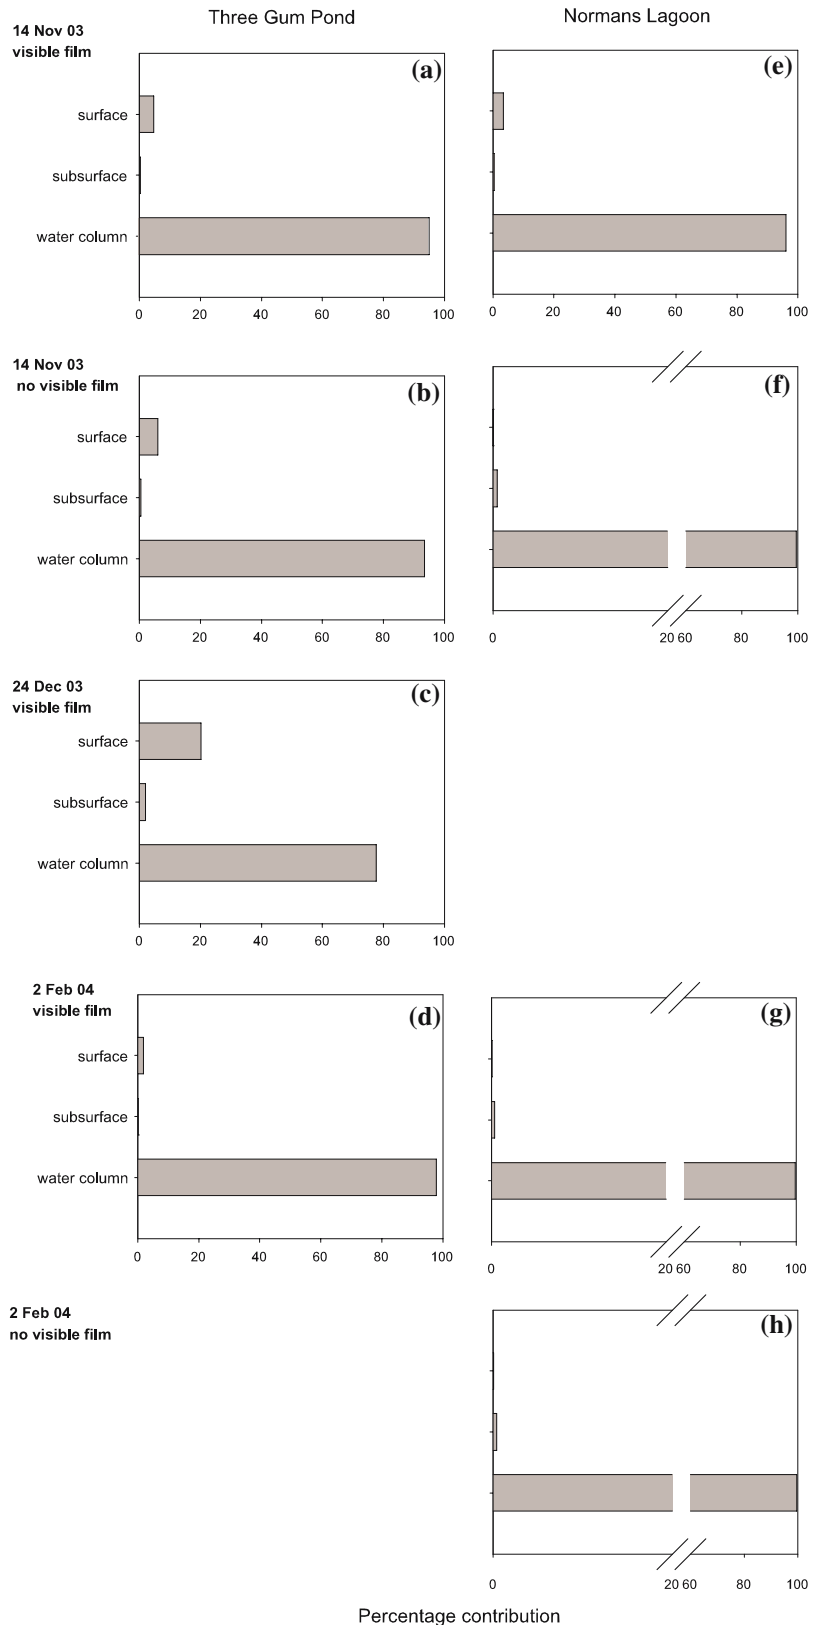 Three Gum Pond
Normans Lagoon
14 Nov 03
visible film
(a)
surface
subsurface
water column
0 20 40 60 80 100
(e)
0 20 40 60 80 100
14 Nov 03
no visible film
(b)
surface
subsurface
water column
0 20 40 60 80 100
(f)
0 20 60 80 100
24 Dec 03
visible film
(c)
surface
subsurface
water column
0 20 40 60 80 100
2 Feb 04
visible film
(d)
surface
subsurface
water column
0 20 40 60 80 100
(g)
0 20 60 80 100
2 Feb 04
no visible film
(h)
0 20 60 80 100
Percentage contribution